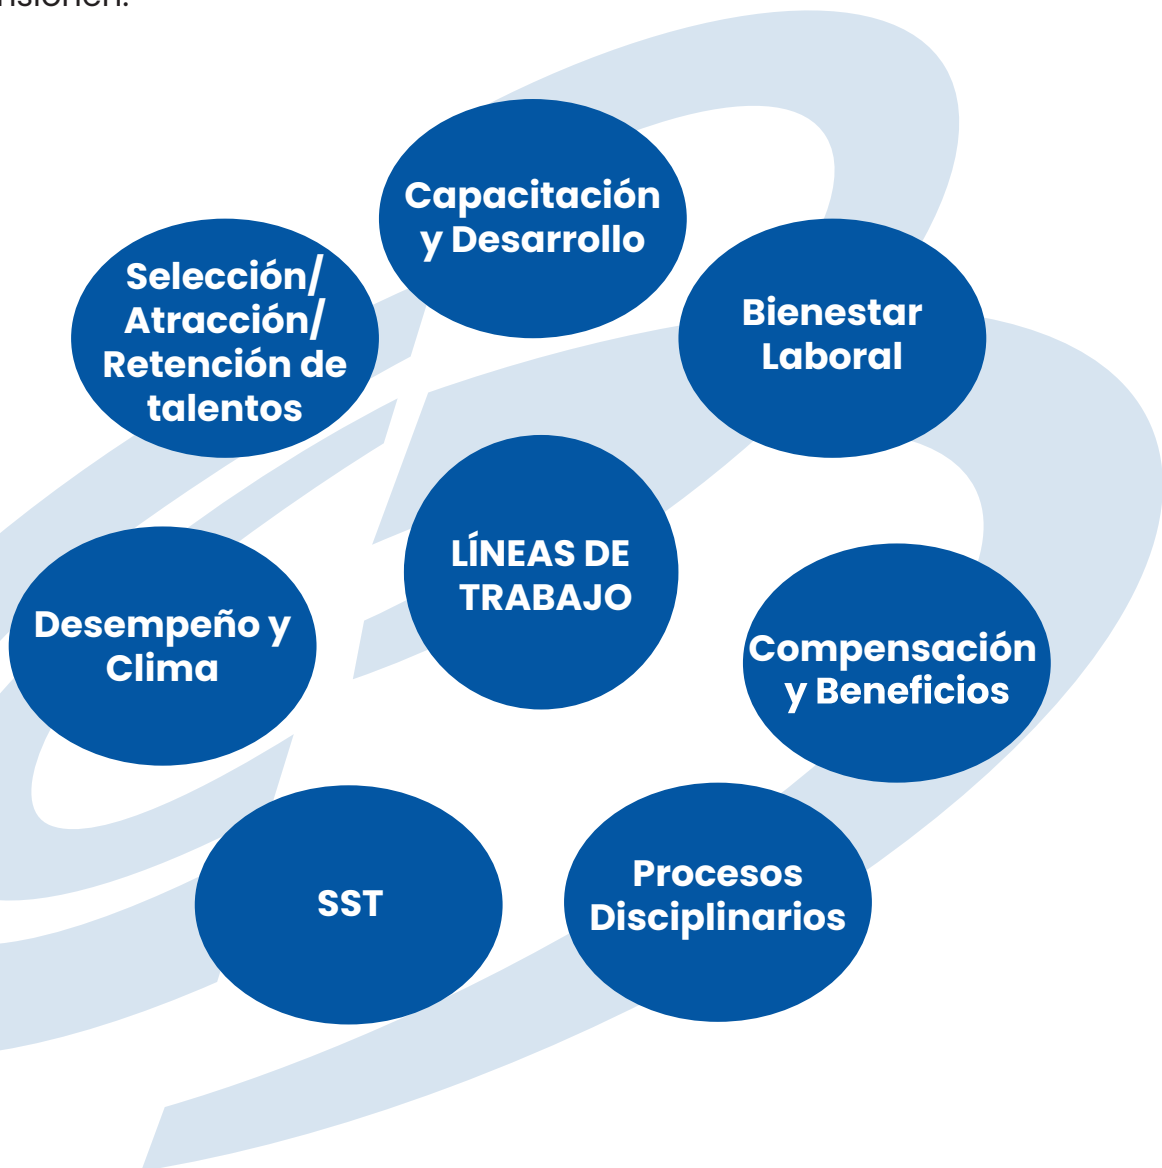 Capacitación
y Desarrollo
Selección/
Atracción/
Retención de
talentos
Bienestar
Laboral
LÍNEAS DE
TRABAJO
Desempeño y
Clima
Compensación
y Beneficios
SST
Procesos
Disciplinarios